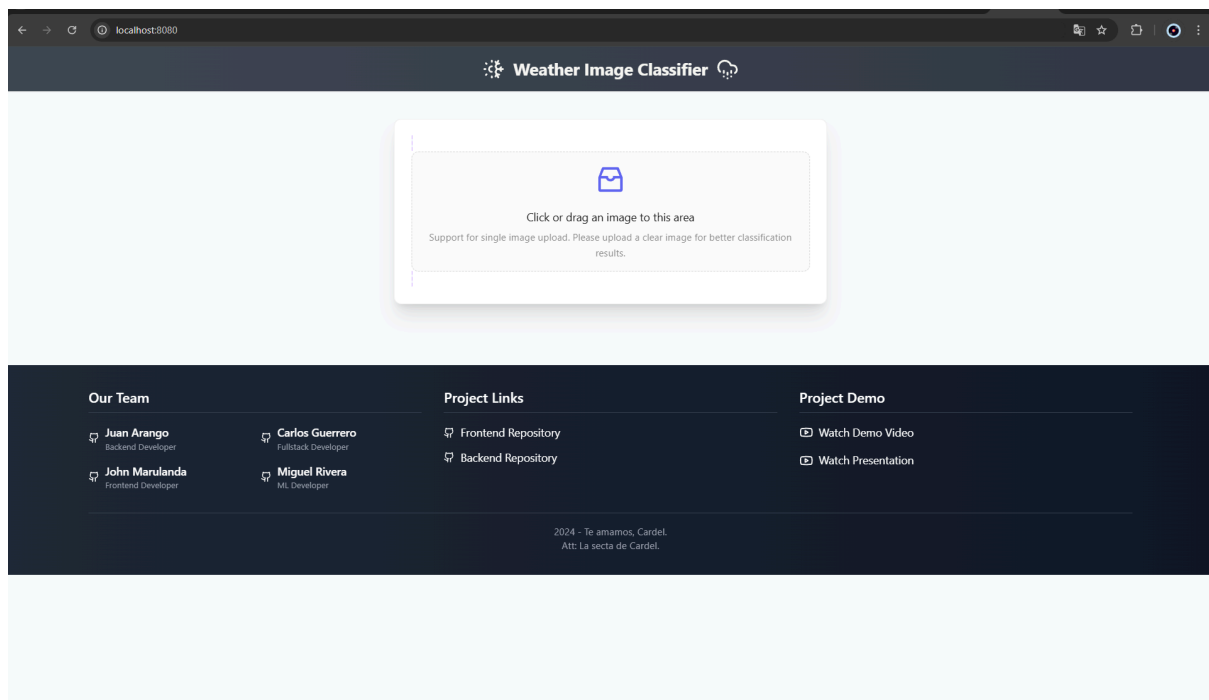 localhost:8080
Weather Image Classifier
Click or drag an image to this area
Support for single image upload. Please upload a clear image for better classification
results.
Our Team
Juan Arango
Backend Developer
Carlos Guerrero
Fullstack Developer
John Marulanda
Frontend Developer
Miguel Rivera
ML Developer
Project Links
Frontend Repository
Backend Repository
Project Demo
Watch Demo Video
Watch Presentation
2024 - Te amamos, Cardel.
Att: La secta de Cardel.